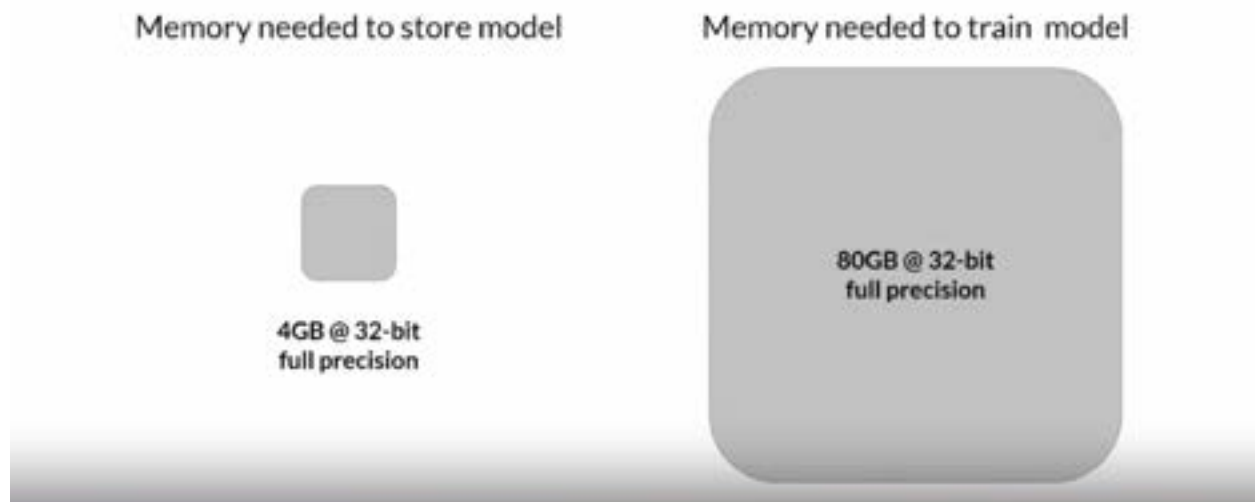 Memory needed to store model
Memory needed to train model
4GB @ 32-bit
full precision
80GB @ 32-bit
full precision